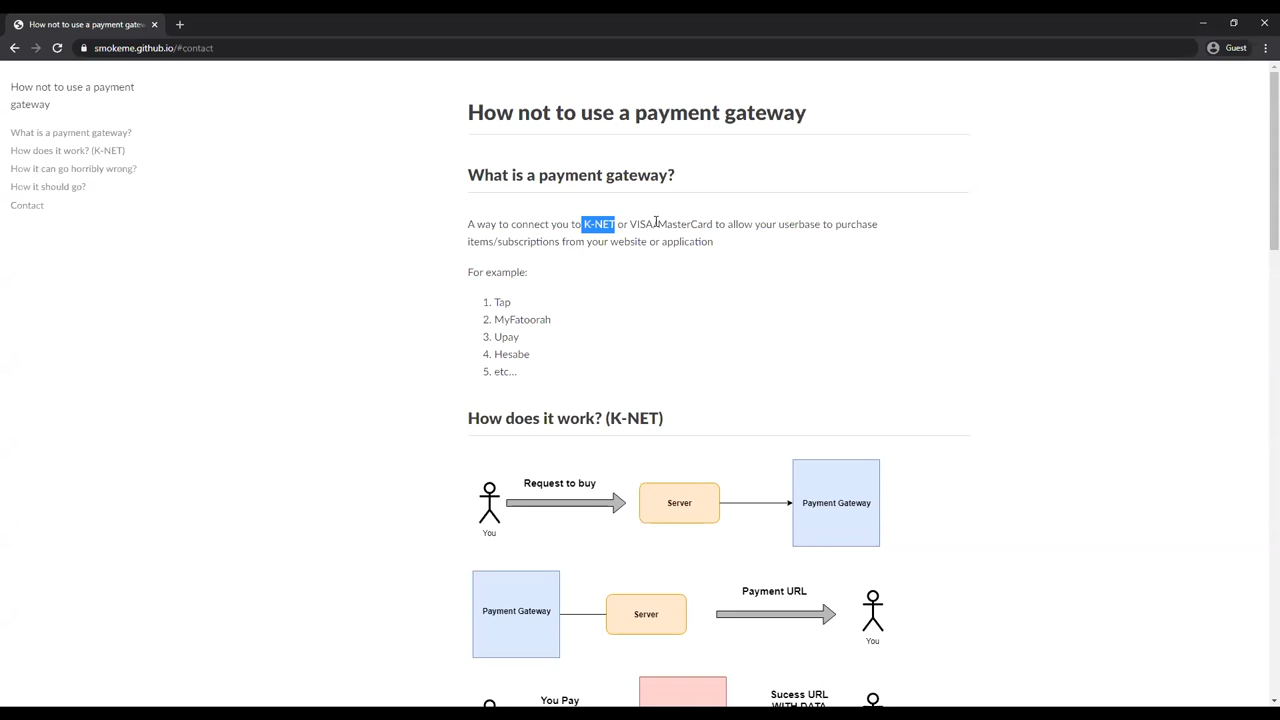 How not to use a payment gatew
smokeme.github.io/#contact
Guest
How not to use a payment
gateway
What is a payment gateway?
How does it work? (K-NET)
How it can go horribly wrong?
How it should go?
Contact
How not to use a payment gateway
What is a payment gateway?
A way to connect you to K-NET or VISA/MasterCard to allow your userbase to purchase
items/subscriptions from your website or application
For example:
1. Tap
2. MyFatoorah
3. Upay
4. Hesabe
5. etc...
How does it work? (K-NET)
Request to buy
Server
Payment Gateway
You
Payment URL
Payment Gateway
Server
You
You Pay
Sucess URL
WITH DATA